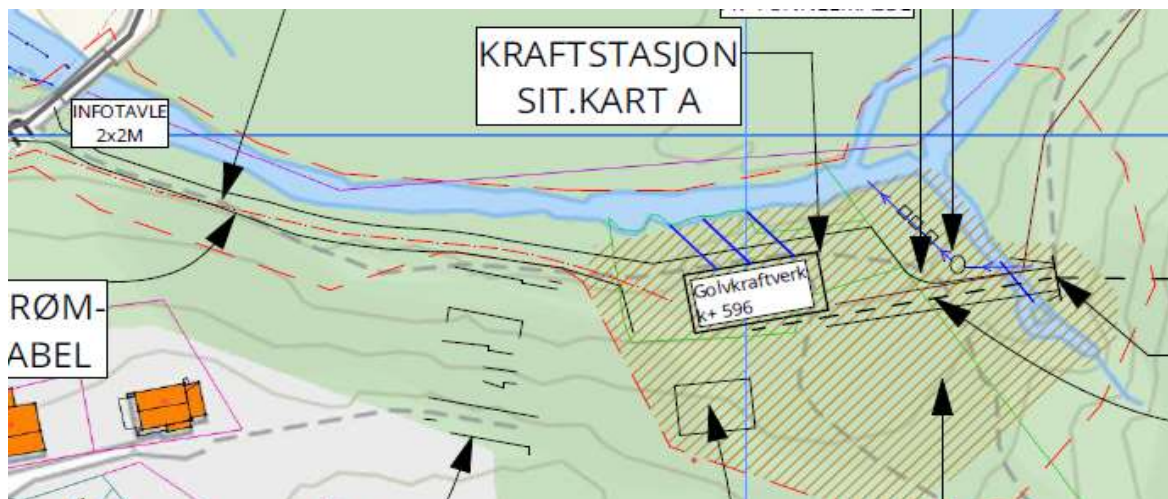 KRAFTSTASJON
SIT.KART A
INFOTAVLE
2x2M
Golvkraftverk
k+ 596
RØM-
ABEL